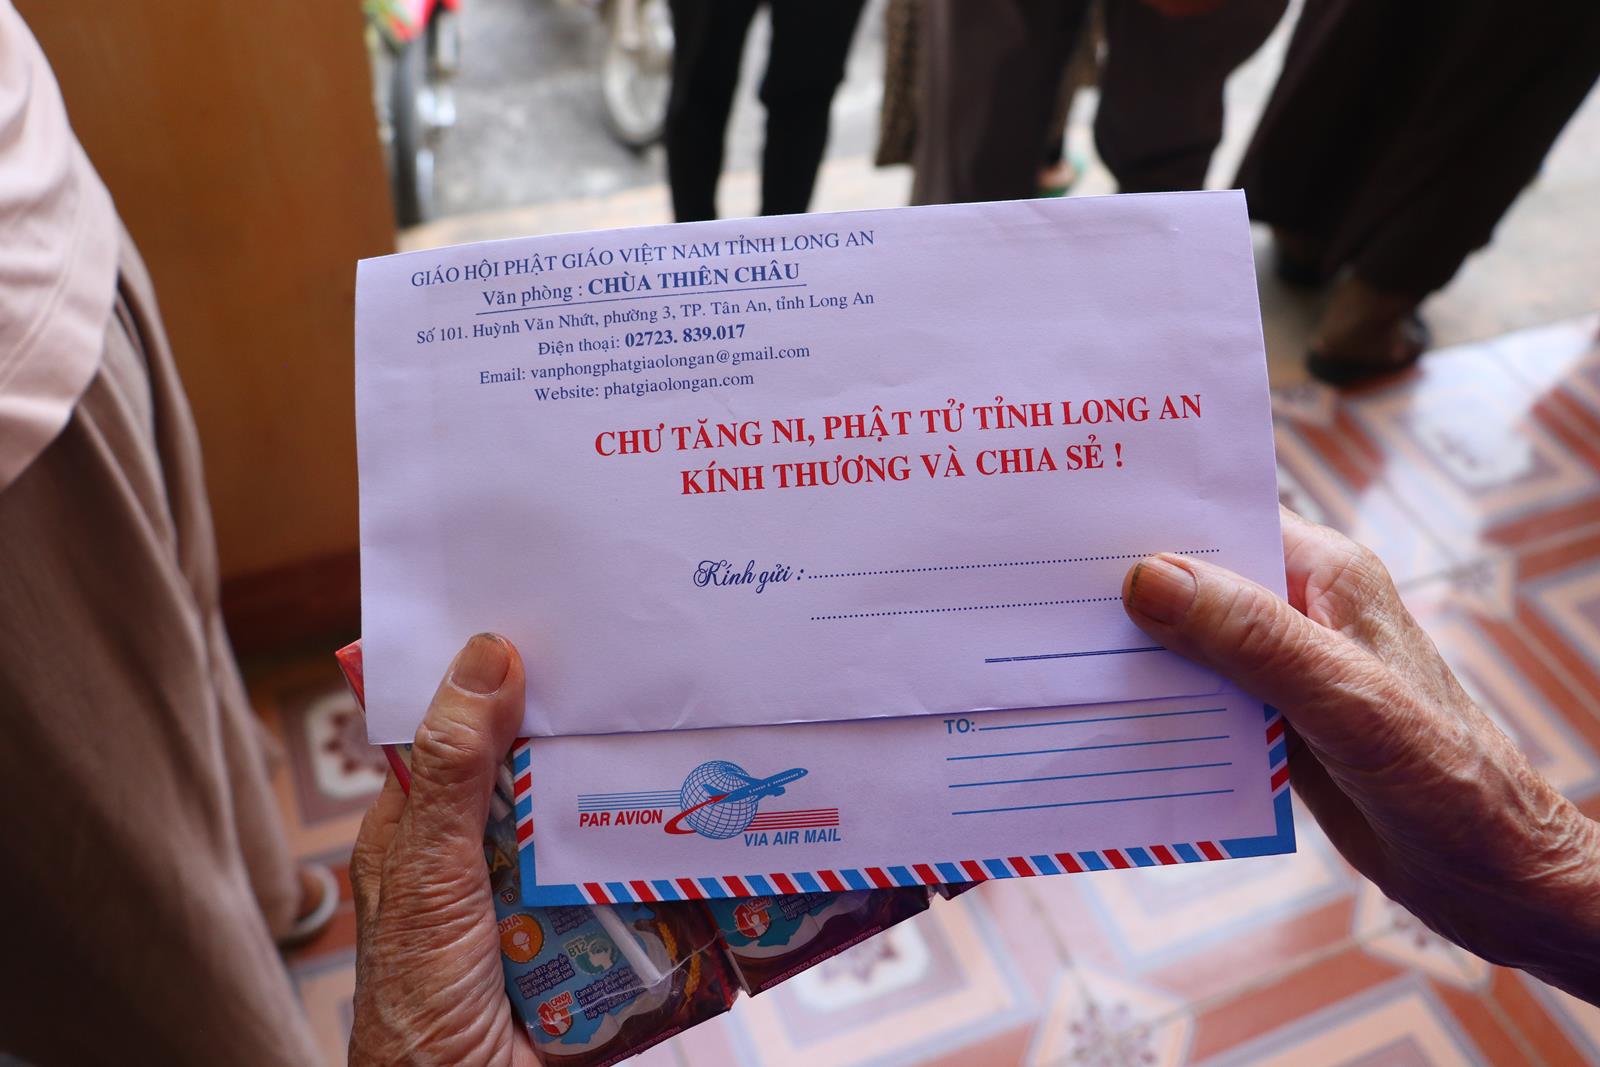 GIÁO HỘI PHẬT GIÁO VIỆT NAM TỈNH LONG AN
Văn phòng : CHÙA THIÊN CHÂU
Số 101. Huỳnh Văn Nhứt, phường 3, TP. Tân An, tỉnh Long An
Điện thoại: 02723. 839.017
Email: vanphongphatgiaolongan@gmail.com
Website: phatgiaolongan.com
CHƯ TĂNG NI, PHẬT TỬ TỈNH LONG AN
KÍNH THƯƠNG VÀ CHIA SẺ !
Kính gửi :
TO:
PAR AVION
VIA AIR MAIL
DHA
B12